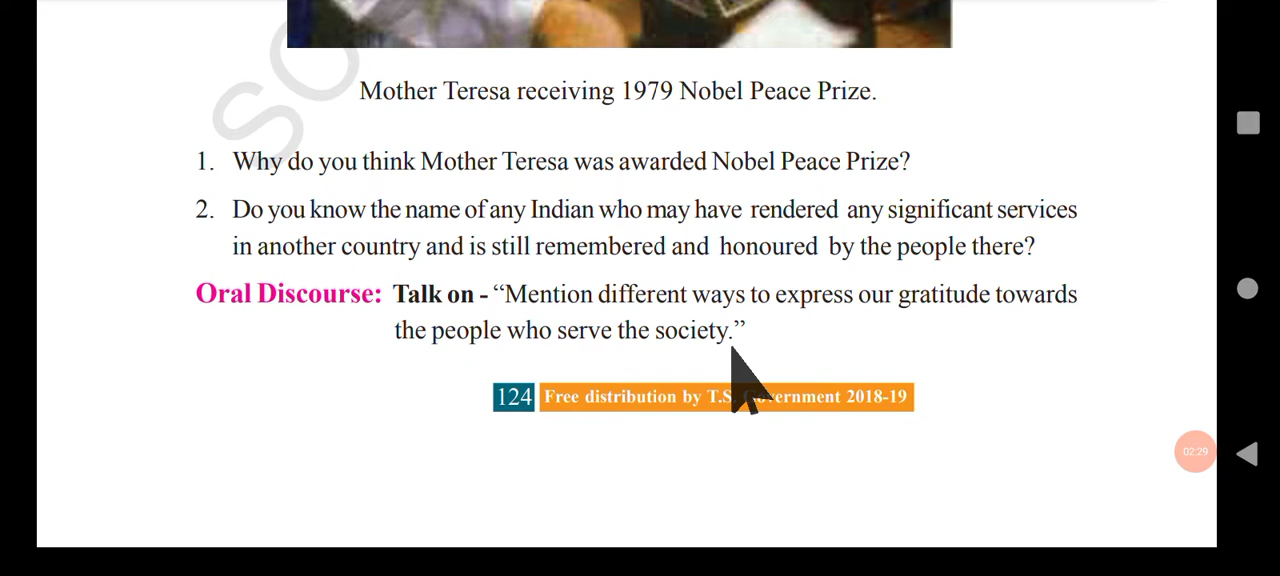 Mother Teresa receiving 1979 Nobel Peace Prize.
1. Why do you think Mother Teresa was awarded Nobel Peace Prize?
2. Do you know the name of any Indian who may have rendered any significant services
in another country and is still remembered and honoured by the people there?
Oral Discourse: Talk on - “Mention different ways to express our gratitude towards
the people who serve the society.”
124 Free distribution by T.S. Government 2018-19
02:29